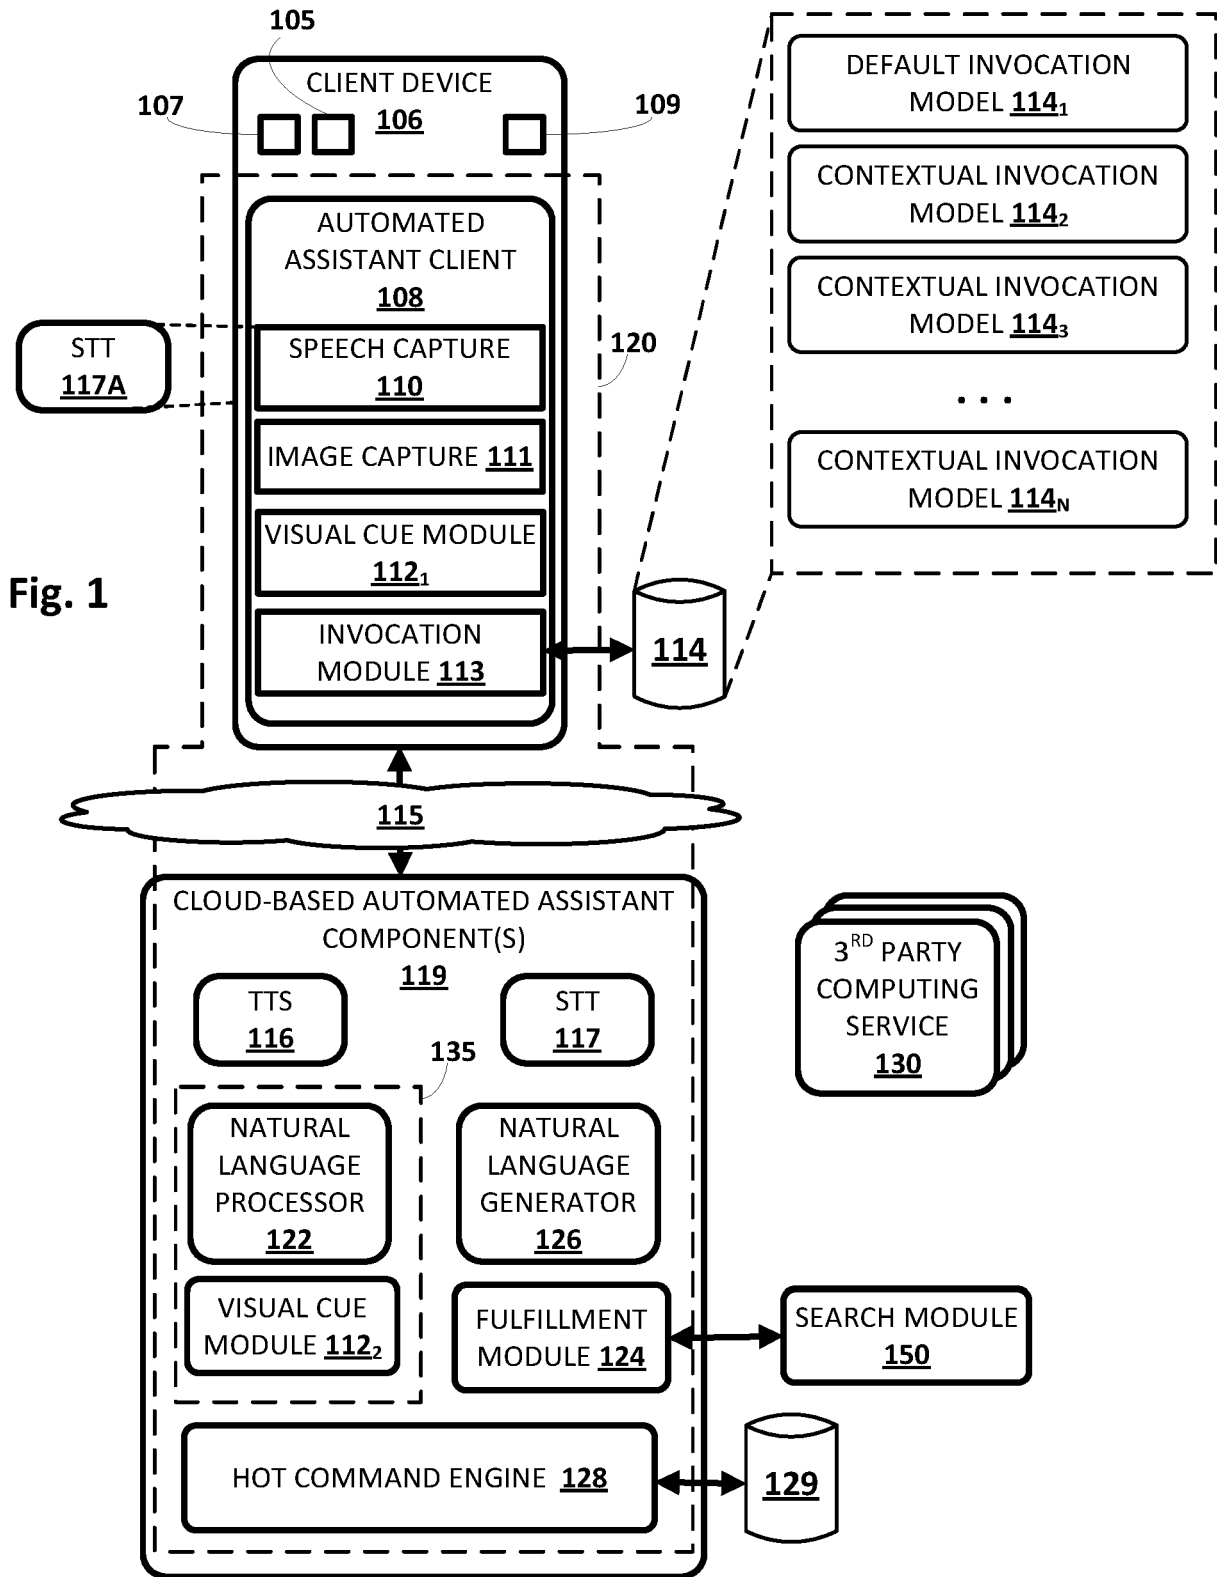 105
107
CLIENT DEVICE
106
109
AUTOMATED
ASSISTANT CLIENT
108
STT
117A
SPEECH CAPTURE
110
120
IMAGE CAPTURE 111
VISUAL CUE MODULE
112₁
INVOCATION
MODULE 113
114
DEFAULT INVOCATION
MODEL 114₁
CONTEXTUAL INVOCATION
MODEL 114₂
CONTEXTUAL INVOCATION
MODEL 114₃
. . .
CONTEXTUAL INVOCATION
MODEL 114N
Fig. 1
115
CLOUD-BASED AUTOMATED ASSISTANT
COMPONENT(S)
119
TTS
116
STT
117
135
NATURAL
LANGUAGE
PROCESSOR
122
NATURAL
LANGUAGE
GENERATOR
126
VISUAL CUE
MODULE 112₂
FULFILLMENT
MODULE 124
HOT COMMAND ENGINE 128
129
3RD PARTY
COMPUTING
SERVICE
130
SEARCH MODULE
150